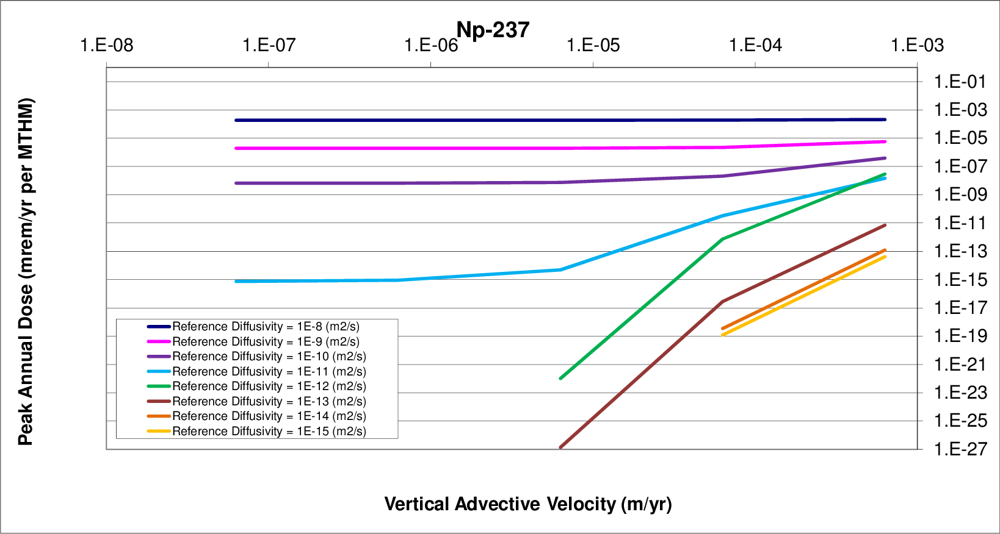 Np-237
1.E-08 1.E-07 1.E-06 1.E-05 1.E-04 1.E-03
1.E-01
1.E-03
1.E-05
1.E-07
1.E-09
1.E-11
1.E-13
1.E-15
1.E-17
1.E-19
1.E-21
1.E-23
1.E-25
1.E-27
Peak Annual Dose (mrem/yr per MTHM)
Reference Diffusivity = 1E-8 (m2/s)
Reference Diffusivity = 1E-9 (m2/s)
Reference Diffusivity = 1E-10 (m2/s)
Reference Diffusivity = 1E-11 (m2/s)
Reference Diffusivity = 1E-12 (m2/s)
Reference Diffusivity = 1E-13 (m2/s)
Reference Diffusivity = 1E-14 (m2/s)
Reference Diffusivity = 1E-15 (m2/s)
Vertical Advective Velocity (m/yr)